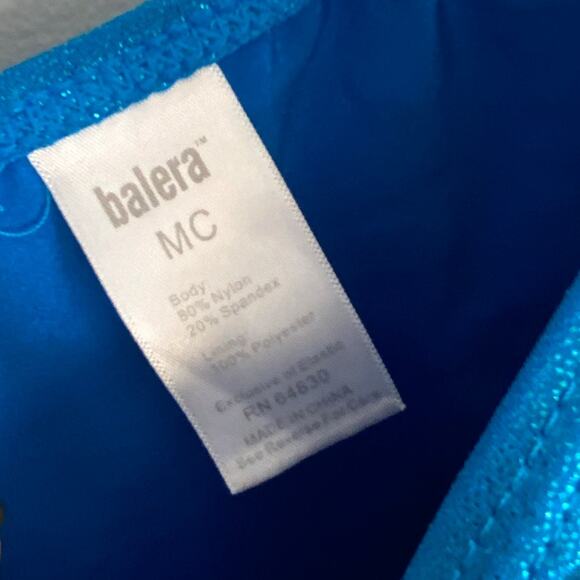 balera™
MC
Body
80% Nylon
20% Spandex
Lining:
100% Polyester
Exclusive of Elastic
RN 64630
MADE IN CHINA
See Reverse For Care